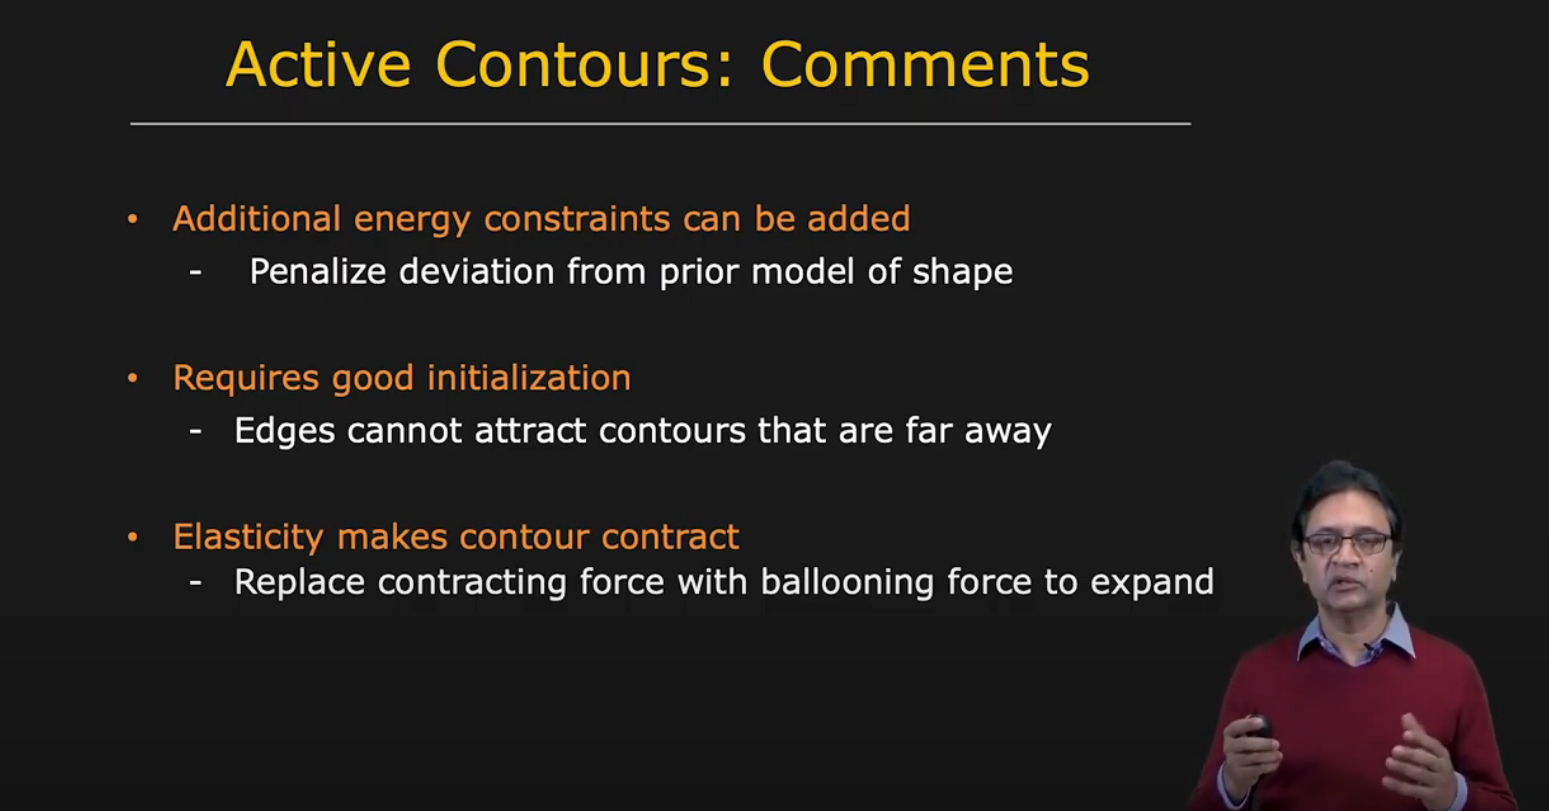 Active Contours: Comments
• Additional energy constraints can be added
- Penalize deviation from prior model of shape
• Requires good initialization
- Edges cannot attract contours that are far away
• Elasticity makes contour contract
- Replace contracting force with ballooning force to expand